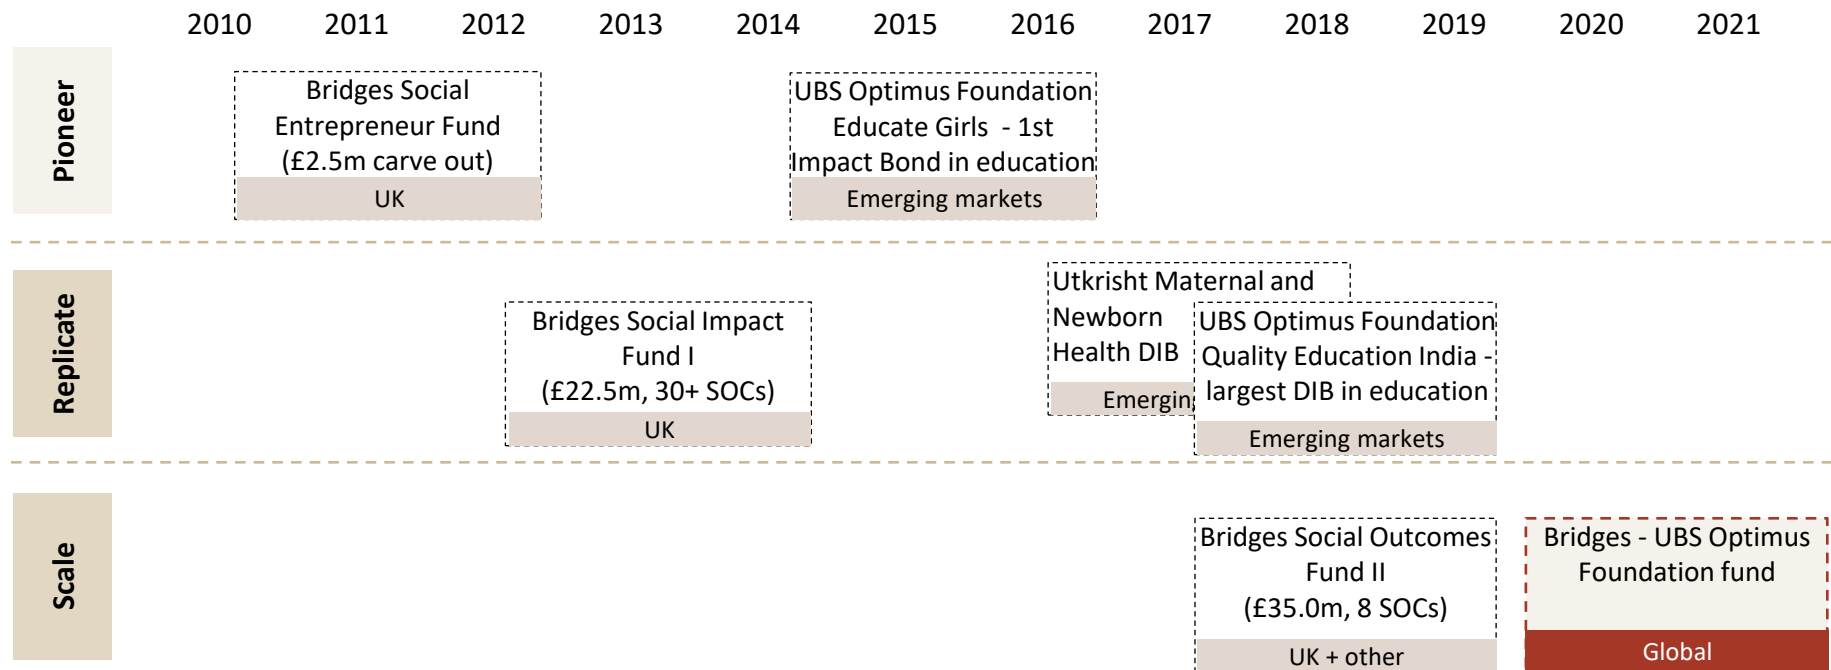 2010 2011 2012 2013 2014 2015 2016 2017 2018 2019 2020 2021
Pioneer
Bridges Social
Entrepreneur Fund
(£2.5m carve out)
UK
UBS Optimus Foundation
Educate Girls - 1st
Impact Bond in education
Emerging markets
Replicate
Bridges Social Impact
Fund I
(£22.5m, 30+ SOCs)
UK
Utkrisht Maternal and
Newborn
Health DIB
Emergin
UBS Optimus Foundation
Quality Education India -
largest DIB in education
Emerging markets
Scale
Bridges Social Outcomes
Fund II
(£35.0m, 8 SOCs)
UK + other
Bridges - UBS Optimus
Foundation fund
Global